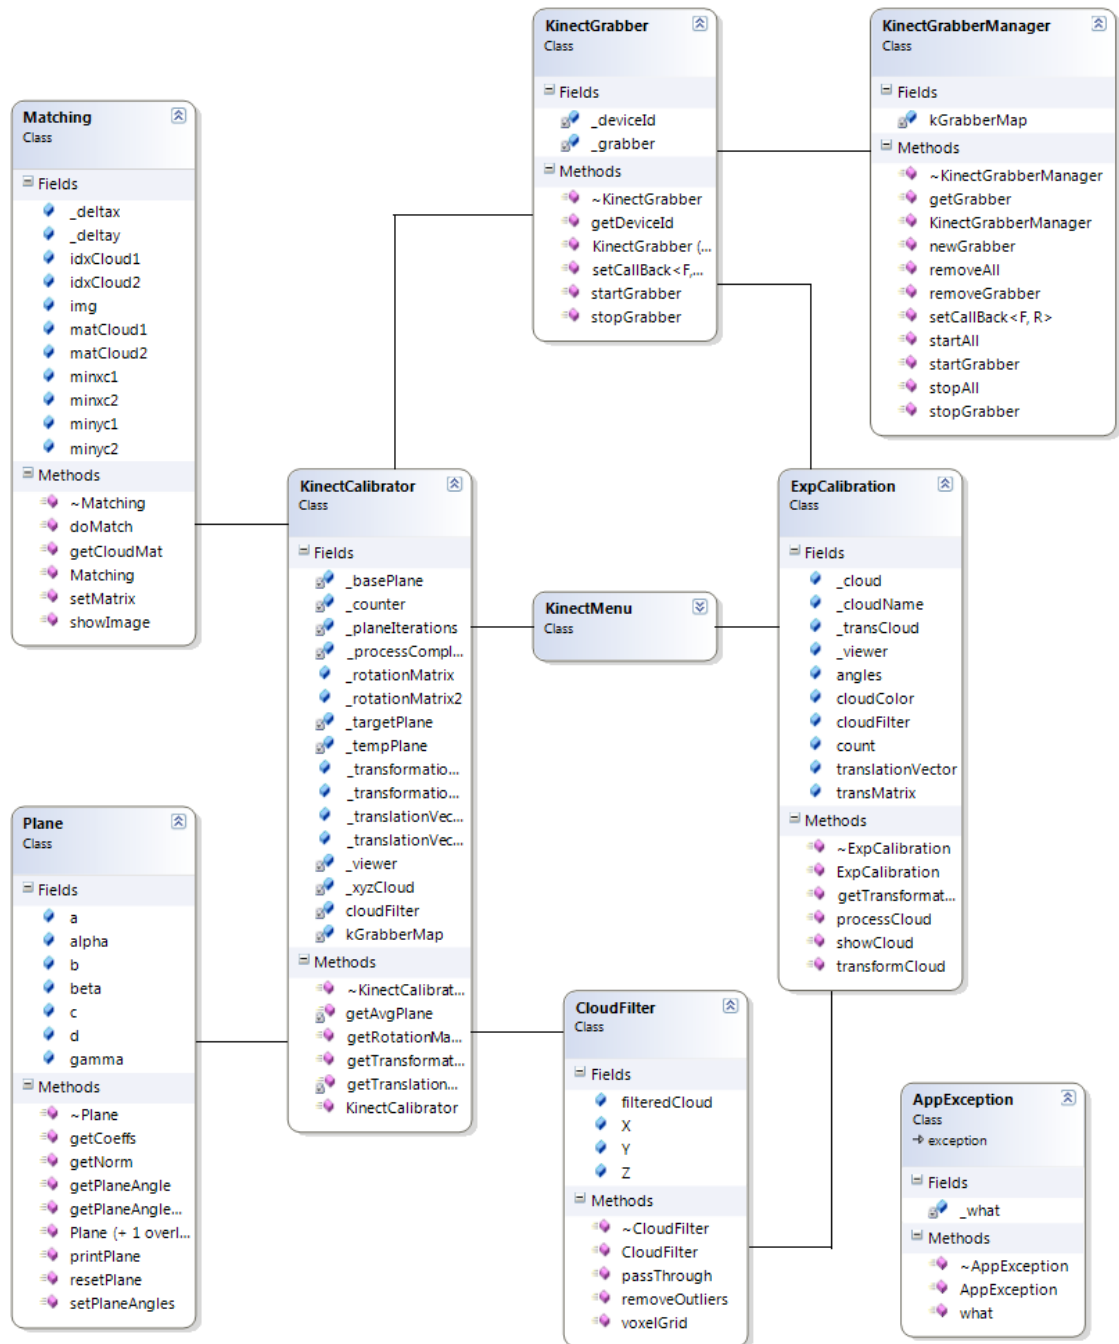 KinectGrabber
Class
Fields
_deviceId
_grabber
Methods
~KinectGrabber
getDeviceId
KinectGrabber (...
setCallBack<F,...
startGrabber
stopGrabber
KinectGrabberManager
Class
Fields
kGrabberMap
Methods
~KinectGrabberManager
getGrabber
KinectGrabberManager
newGrabber
removeAll
removeGrabber
setCallBack<F, R>
startAll
startGrabber
stopAll
stopGrabber
Matching
Class
Fields
_deltax
_deltay
idxCloud1
idxCloud2
img
matCloud1
matCloud2
minxc1
minxc2
minyc1
minyc2
Methods
~Matching
doMatch
getCloudMat
Matching
setMatrix
showImage
KinectCalibrator
Class
Fields
_basePlane
_counter
_planeIterations
_processCompl...
_rotationMatrix
_rotationMatrix2
_targetPlane
_tempPlane
_transformatio...
_transformatio...
_translationVec...
_translationVec...
_viewer
_xyzCloud
cloudFilter
kGrabberMap
Methods
~KinectCalibrat...
getAvgPlane
getRotationMa...
getTransformat...
getTranslation...
KinectCalibrator
KinectMenu
Class
ExpCalibration
Class
Fields
_cloud
_cloudName
_transCloud
_viewer
angles
cloudColor
cloudFilter
count
translationVector
transMatrix
Methods
~ExpCalibration
ExpCalibration
getTransformat...
processCloud
showCloud
transformCloud
Plane
Class
Fields
a
alpha
b
beta
c
d
gamma
Methods
~Plane
getCoeffs
getNorm
getPlaneAngle
getPlaneAngle...
Plane (+ 1 overl...
printPlane
resetPlane
setPlaneAngles
CloudFilter
Class
Fields
filteredCloud
X
Y
Z
Methods
~CloudFilter
CloudFilter
passThrough
removeOutliers
voxelGrid
AppException
Class
exception
Fields
_what
Methods
~AppException
AppException
what